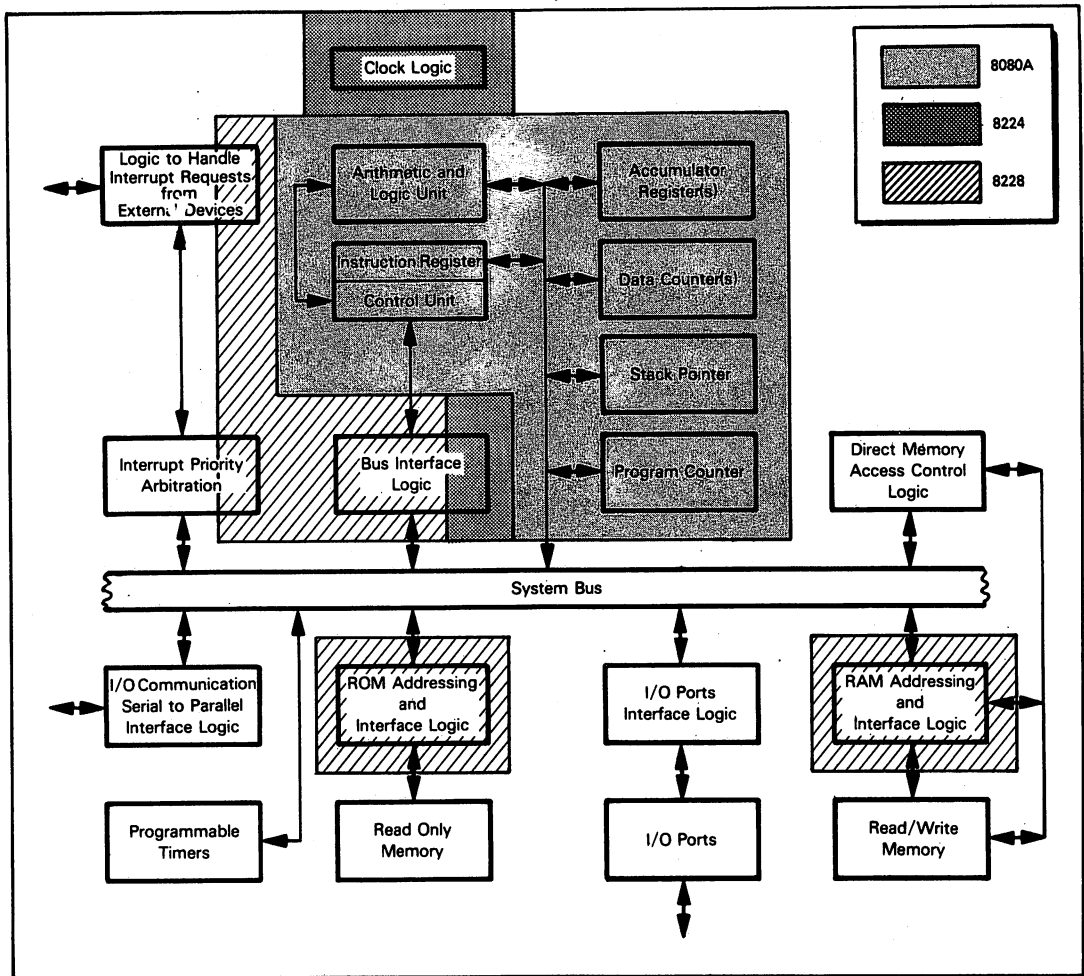 Clock Logic
8080A
8224
8228
Logic to Handle
Interrupt Requests
from
External Devices
Arithmetic and
Logic Unit
Accumulator
Register(s)
Instruction Register
Control Unit
Data Counter(s)
Stack Pointer
Interrupt Priority
Arbitration
Bus Interface
Logic
Program Counter
Direct Memory
Access Control
Logic
System Bus
I/O Communication
Serial to Parallel
Interface Logic
ROM Addressing
and
Interface Logic
I/O Ports
Interface Logic
RAM Addressing
and
Interface Logic
Programmable
Timers
Read Only
Memory
I/O Ports
Read/Write
Memory